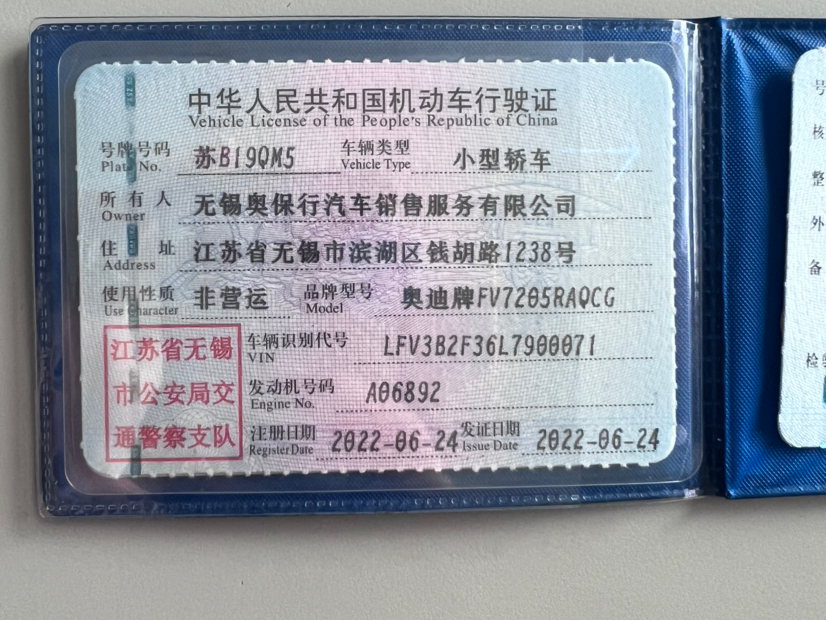 中华人民共和国机动车行驶证
Vehicle License of the People's Republic of China
号牌号码 苏B19QM5 车辆类型 小型轿车
Plate No. Vehicle Type
所有人 无锡奥保行汽车销售服务有限公司
Owner
住址 江苏省无锡市滨湖区钱胡路1238号
Address
使用性质 非营运 品牌型号 奥迪牌FV7205RAQCG
Use Character Model
江苏省无锡
市公安局交
通警察支队
车辆识别代号 LFV3B2F36L7900071
VIN
发动机号码 A06892
Engine No.
注册日期 2022-06-24 发证日期 2022-06-24
Register Date Issue Date
号
核
整
外
备
检